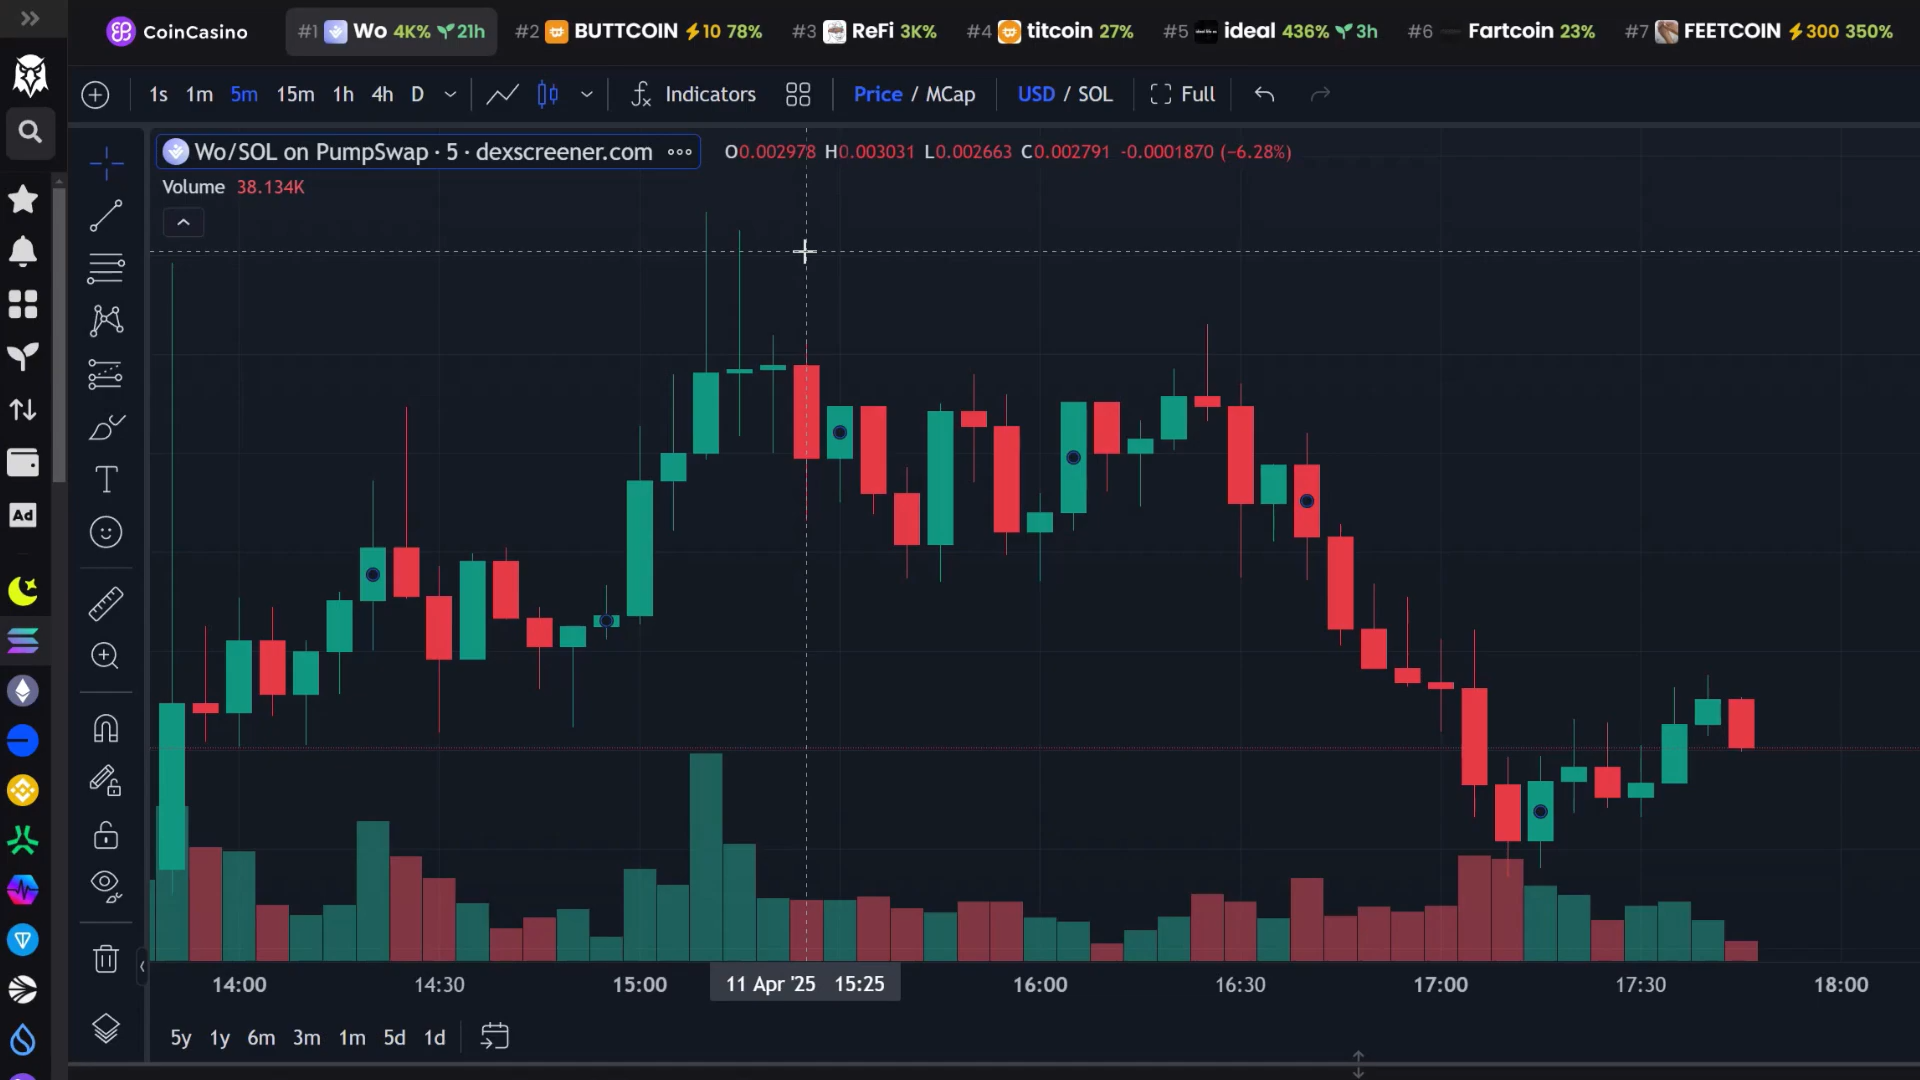 CoinCasino #1 Wo 4K% 21h #2 BUTTCOIN 10 78% #3 ReFi 3K% #4 titcoin 27% #5 ideal 436% 3h #6 Fartcoin 23% #7 FEETCOIN 300 350%
1s 1m 5m 15m 1h 4h D Indicators Price / MCap USD / SOL Full
Wo/SOL on PumpSwap · 5 · dexscreener.com O0.002978 H0.003031 L0.002663 C0.002791 -0.0001870 (−6.28%)
Volume 38.134K
Ad
14:00 14:30 15:00 11 Apr '25 15:25 16:00 16:30 17:00 17:30 18:00
5y 1y 6m 3m 1m 5d 1d